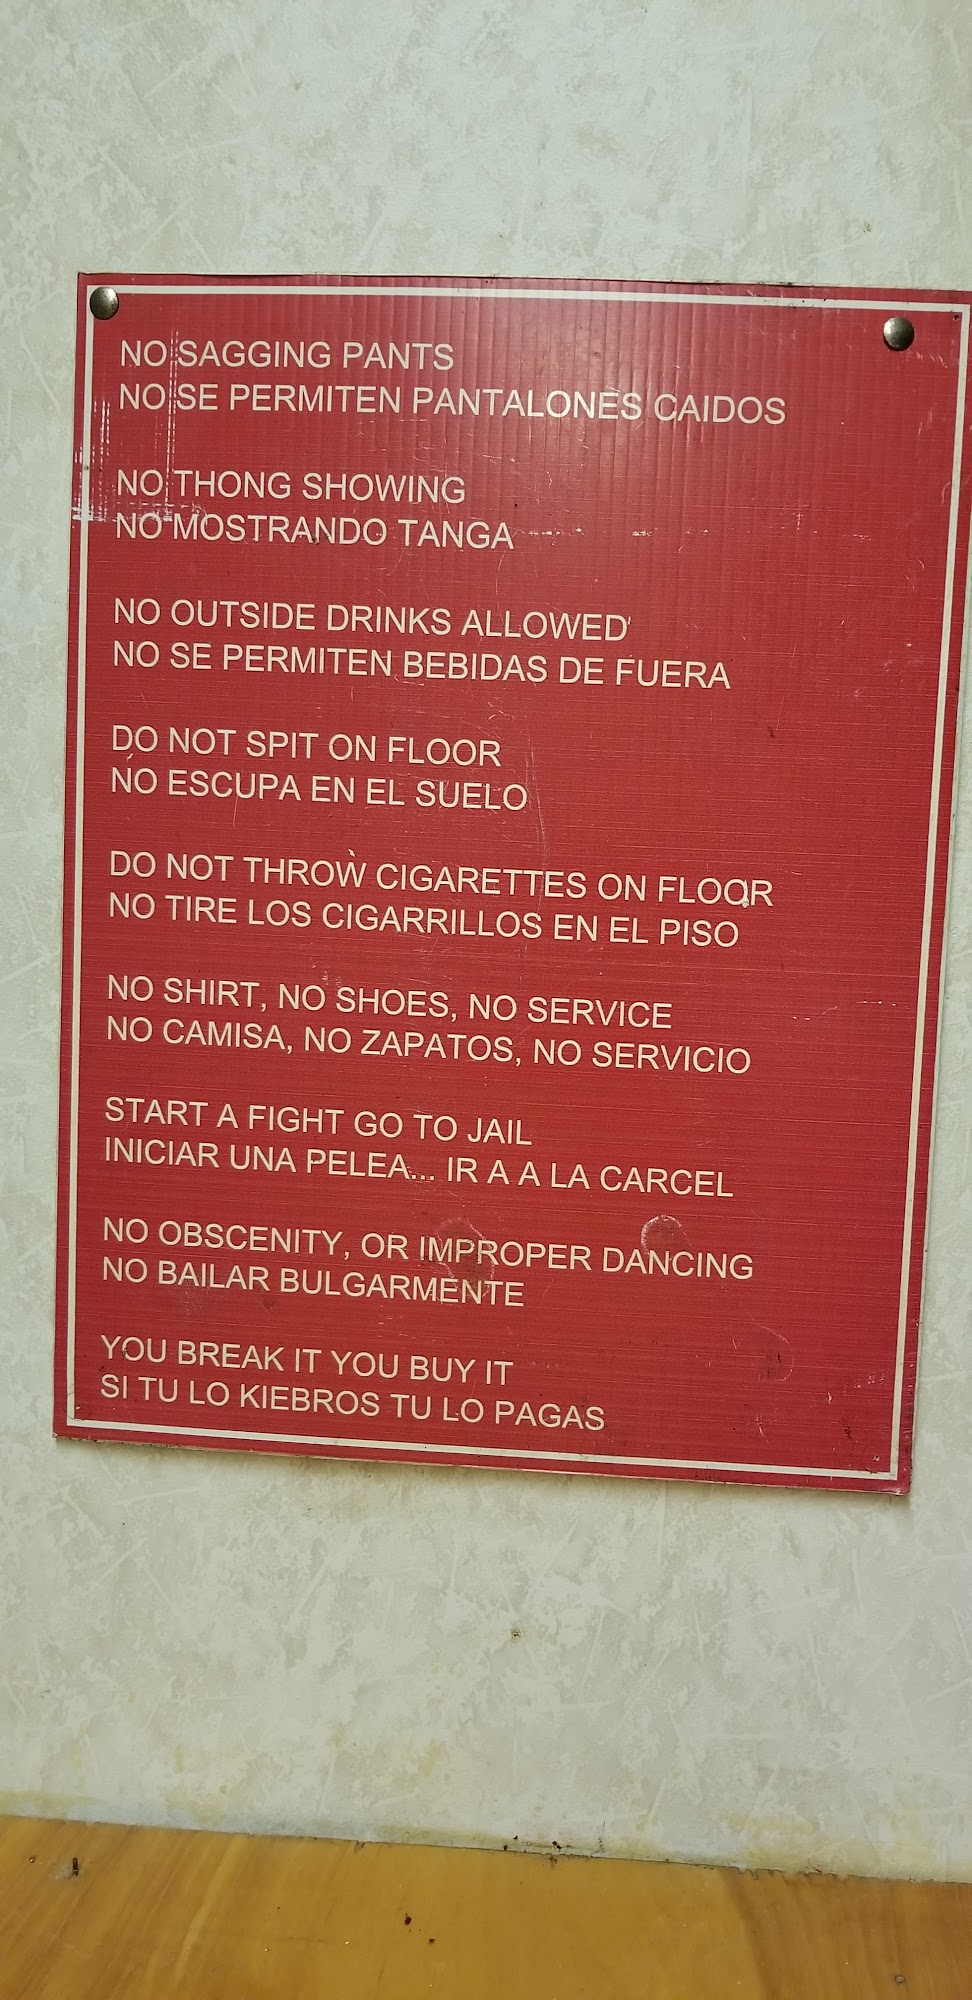 NO SAGGING PANTS
NO SE PERMITEN PANTALONES CAIDOS
NO THONG SHOWING
NO MOSTRANDO TANGA
NO OUTSIDE DRINKS ALLOWED
NO SE PERMITEN BEBIDAS DE FUERA
DO NOT SPIT ON FLOOR
NO ESCUPA EN EL SUELO
DO NOT THROW CIGARETTES ON FLOOR
NO TIRE LOS CIGARRILLOS EN EL PISO
NO SHIRT, NO SHOES, NO SERVICE
NO CAMISA, NO ZAPATOS, NO SERVICIO
START A FIGHT GO TO JAIL
INICIAR UNA PELEA... IR A A LA CARCEL
NO OBSCENITY, OR IMPROPER DANCING
NO BAILAR BULGARMENTE
YOU BREAK IT YOU BUY IT
SI TU LO KIEBROS TU LO PAGAS